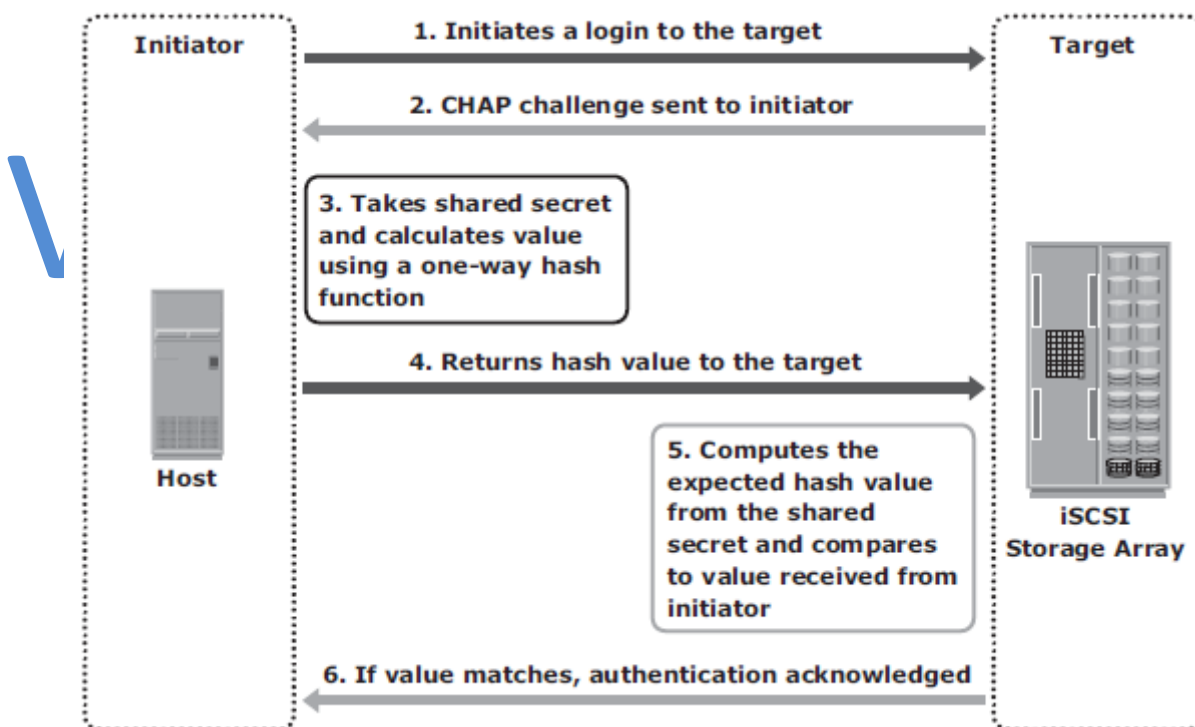 Initiator
1. Initiates a login to the target
Target
2. CHAP challenge sent to initiator
3. Takes shared secret
and calculates value
using a one-way hash
function
4. Returns hash value to the target
Host
5. Computes the
expected hash value
from the shared
secret and compares
to value received from
initiator
iSCSI
Storage Array
6. If value matches, authentication acknowledged